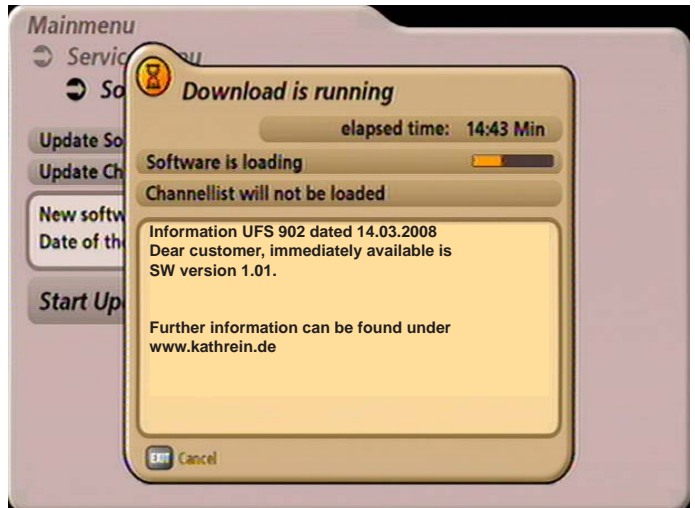 Mainmenu
Servic
So
Download is running
elapsed time: 14:43 Min
Update So
Software is loading
Update Ch
Channellist will not be loaded
New softw
Date of the
Information UFS 902 dated 14.03.2008
Dear customer, immediately available is
SW version 1.01.
Start Up
Further information can be found under
www.kathrein.de
EXIT Cancel